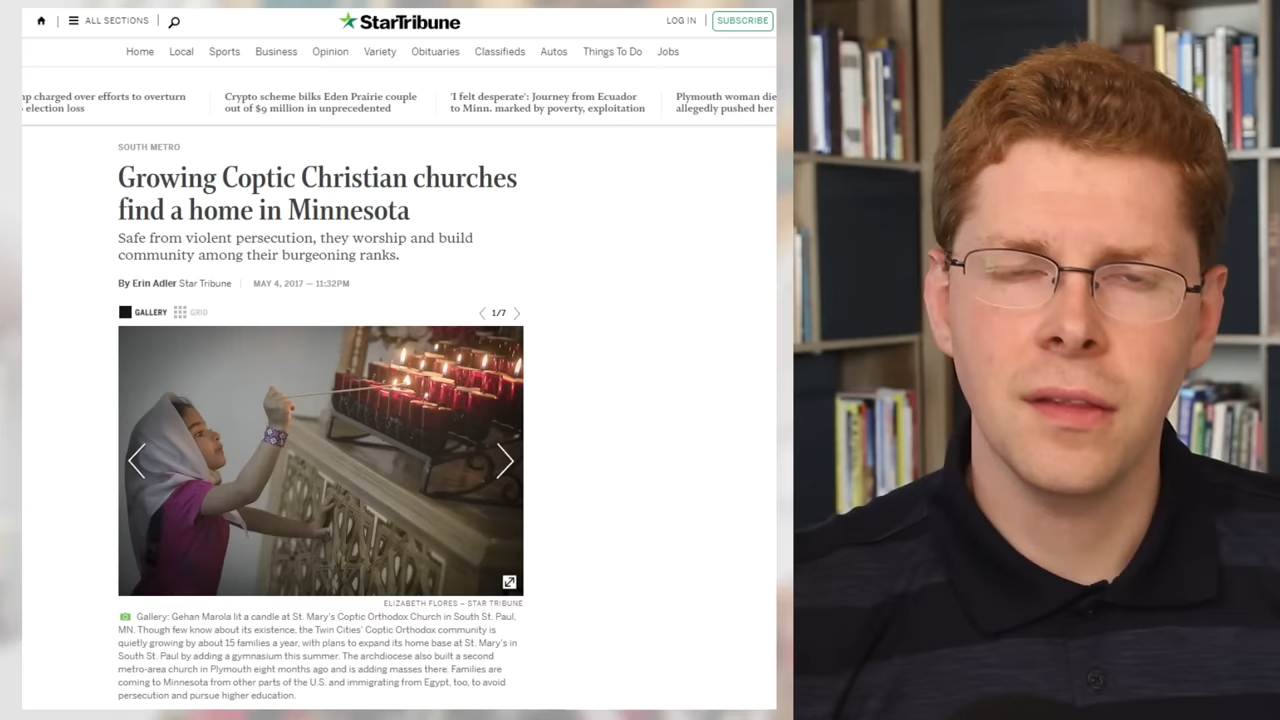 ALL SECTIONS
StarTribune
LOG IN
SUBSCRIBE
Home Local Sports Business Opinion Variety Obituaries Classifieds Autos Things To Do Jobs
charged over efforts to overturn
election loss
Crypto scheme bilks Eden Prairie couple
out of $9 million in unprecedented
'I felt desperate': Journey from Ecuador
to Minn. marked by poverty, exploitation
Plymouth woman die
allegedly pushed her
SOUTH METRO
Growing Coptic Christian churches
find a home in Minnesota
Safe from violent persecution, they worship and build
community among their burgeoning ranks.
By Erin Adler Star Tribune MAY 4, 2017 — 11:32PM
GALLERY GRID 1/7
ELIZABETH FLORES – STAR TRIBUNE
Gallery: Gehan Marola lit a candle at St. Mary's Coptic Orthodox Church in South St. Paul,
MN. Though few know about its existence, the Twin Cities' Coptic Orthodox community is
quietly growing by about 15 families a year, with plans to expand its home base at St. Mary's in
South St. Paul by adding a gymnasium this summer. The archdiocese also built a second
metro-area church in Plymouth eight months ago and is adding masses there. Families are
coming to Minnesota from other parts of the U.S. and immigrating from Egypt, too, to avoid
persecution and pursue higher education.